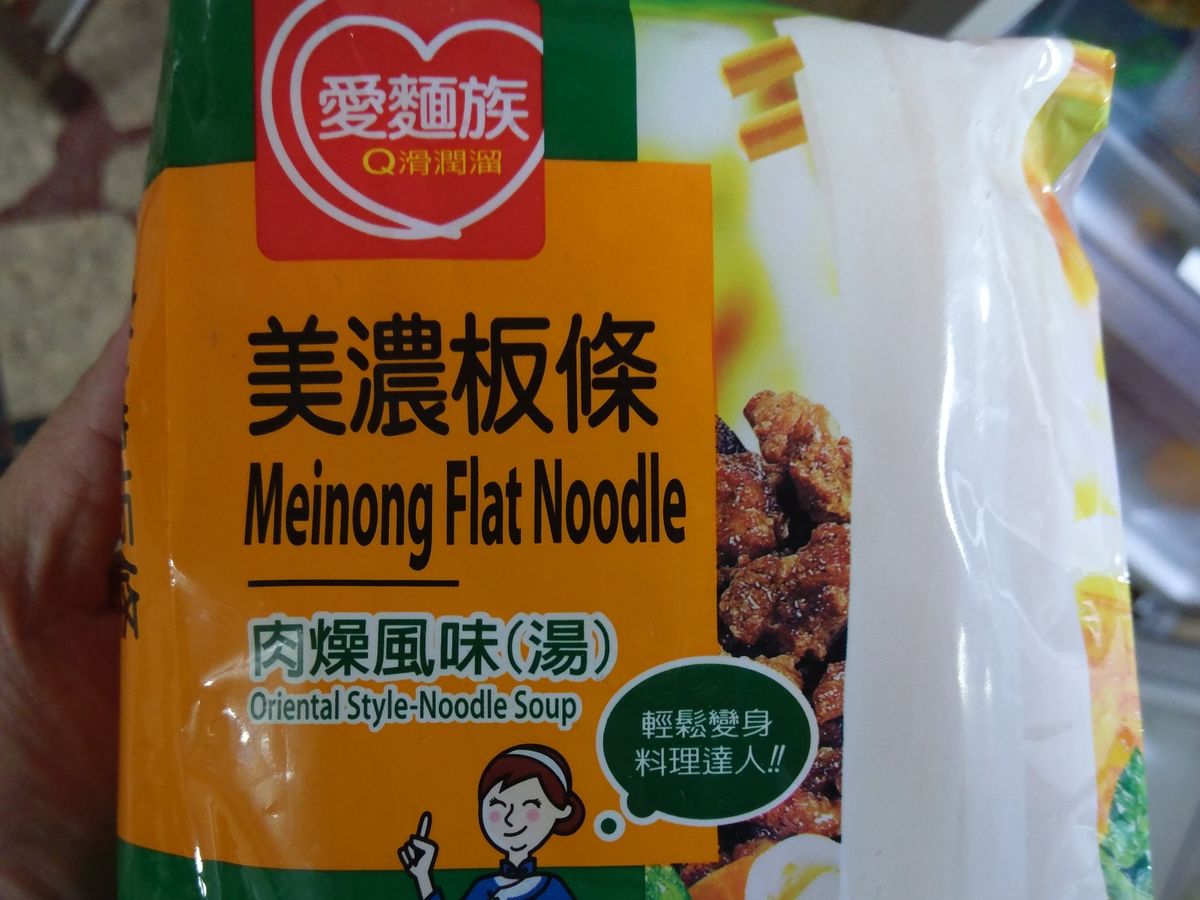 愛麵族
Q滑潤溜
美濃板條
Meinong Flat Noodle
肉燥風味(湯)
Oriental Style-Noodle Soup
輕鬆變身
料理達人!!